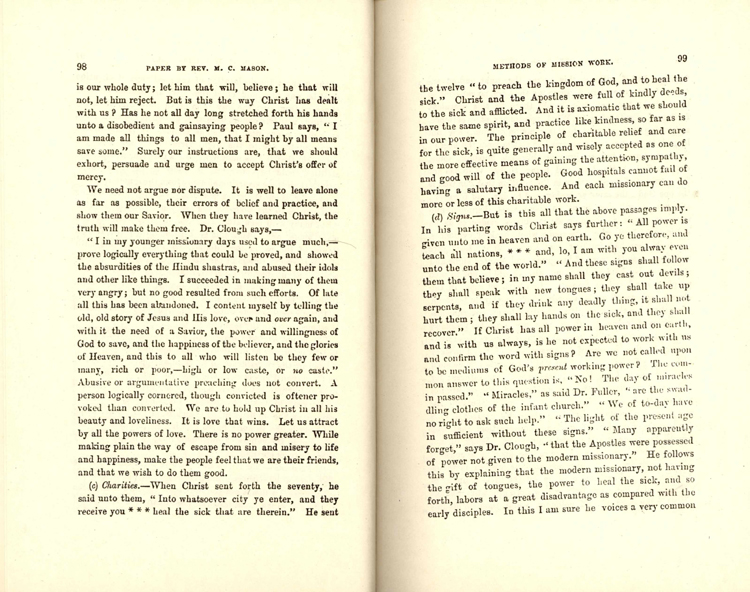 98 PAPER BY REV. M. C. MASON.
is our whole duty; let him that will, believe; he that will
not, let him reject. But is this the way Christ has dealt
with us? Has he not all day long stretched forth his hands
unto a disobedient and gainsaying people? Paul says, "I
am made all things to all men, that I might by all means
save some." Surely our instructions are, that we should
exhort, persuade and urge men to accept Christ's offer of
mercy.
We need not argue nor dispute. It is well to leave alone
as far as possible, their errors of belief and practice, and
show them our Savior. When they have learned Christ, the
truth will make them free. Dr. Clough says,—
"I in my younger missionary days used to argue much,—
prove logically everything that could be proved, and showed
the absurdities of the Hindu shastras, and abused their idols
and other like things. I succeeded in making many of them
very angry; but no good resulted from such efforts. Of late
all this has been abandoned. I content myself by telling the
old, old story of Jesus and His love, over and over again, and
with it the need of a Savior, the power and willingness of
God to save, and the happiness of the believer, and the glories
of Heaven, and this to all who will listen be they few or
many, rich or poor,—high or low caste, or no caste."
Abusive or argumentative preaching does not convert. A
person logically cornered, though convicted is oftener pro-
voked than converted. We are to hold up Christ in all his
beauty and loveliness. It is love that wins. Let us attract
by all the powers of love. There is no power greater. While
making plain the way of escape from sin and misery to life
and happiness, make the people feel that we are their friends,
and that we wish to do them good.
(c) Charities.—When Christ sent forth the seventy, he
said unto them, "Into whatsoever city ye enter, and they
receive you * * * heal the sick that are therein." He sent
METHODS OF MISSION WORK. 99
the twelve "to preach the kingdom of God, and to heal the
sick." Christ and the Apostles were full of kindly deeds,
to the sick and afflicted. And it is axiomatic that we should
have the same spirit, and practice like kindness, so far as is
in our power. The principle of charitable relief and care
for the sick, is quite generally and wisely accepted as one of
the more effective means of gaining the attention, sympathy,
and good will of the people. Good hospitals cannot fail of
having a salutary influence. And each missionary can do
more or less of this charitable work.
(d) Signs.—But is this all that the above passages imply.
In his parting words Christ says further: "All power is
given unto me in heaven and on earth. Go ye therefore, and
teach all nations, * * * and, lo, I am with you alway even
unto the end of the world." "And these signs shall follow
them that believe; in my name shall they cast out devils;
they shall speak with new tongues; they shall take up
serpents, and if they drink any deadly thing, it shall not
hurt them; they shall lay hands on the sick, and they shall
recover." If Christ has all power in heaven and on earth,
and is with us always, is he not expected to work with us
and confirm the word with signs? Are we not called upon
to be mediums of God's present working power? The com-
mon answer to this question is, "No! The day of miracles
in passed." "Miracles," as said Dr. Fuller, "are the swad-
dling clothes of the infant church." "We of to-day have
no right to ask such help." "The light of the present age
in sufficient without these signs." "Many apparently
forget," says Dr. Clough, "that the Apostles were possessed
of power not given to the modern missionary." He follows
this by explaining that the modern missionary, not having
the gift of tongues, the power to heal the sick, and so
forth, labors at a great disadvantage as compared with the
early disciples. In this I am sure he voices a very common